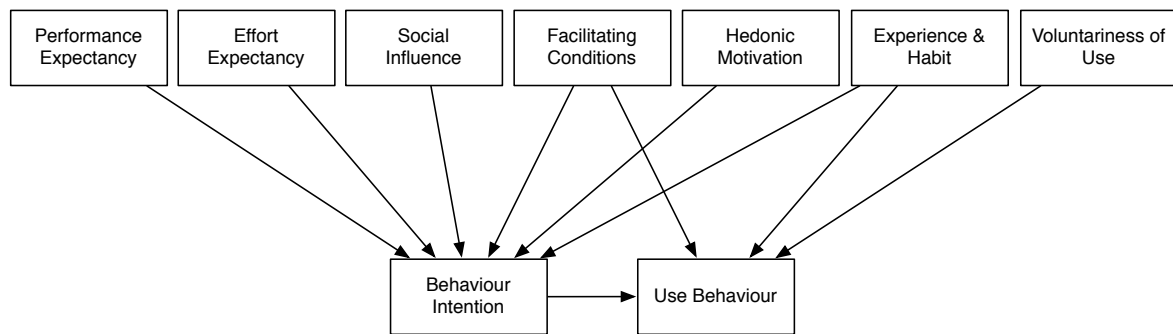 Performance
Expectancy
Effort
Expectancy
Social
Influence
Facilitating
Conditions
Hedonic
Motivation
Experience &
Habit
Voluntariness of
Use
Behaviour
Intention
Use Behaviour